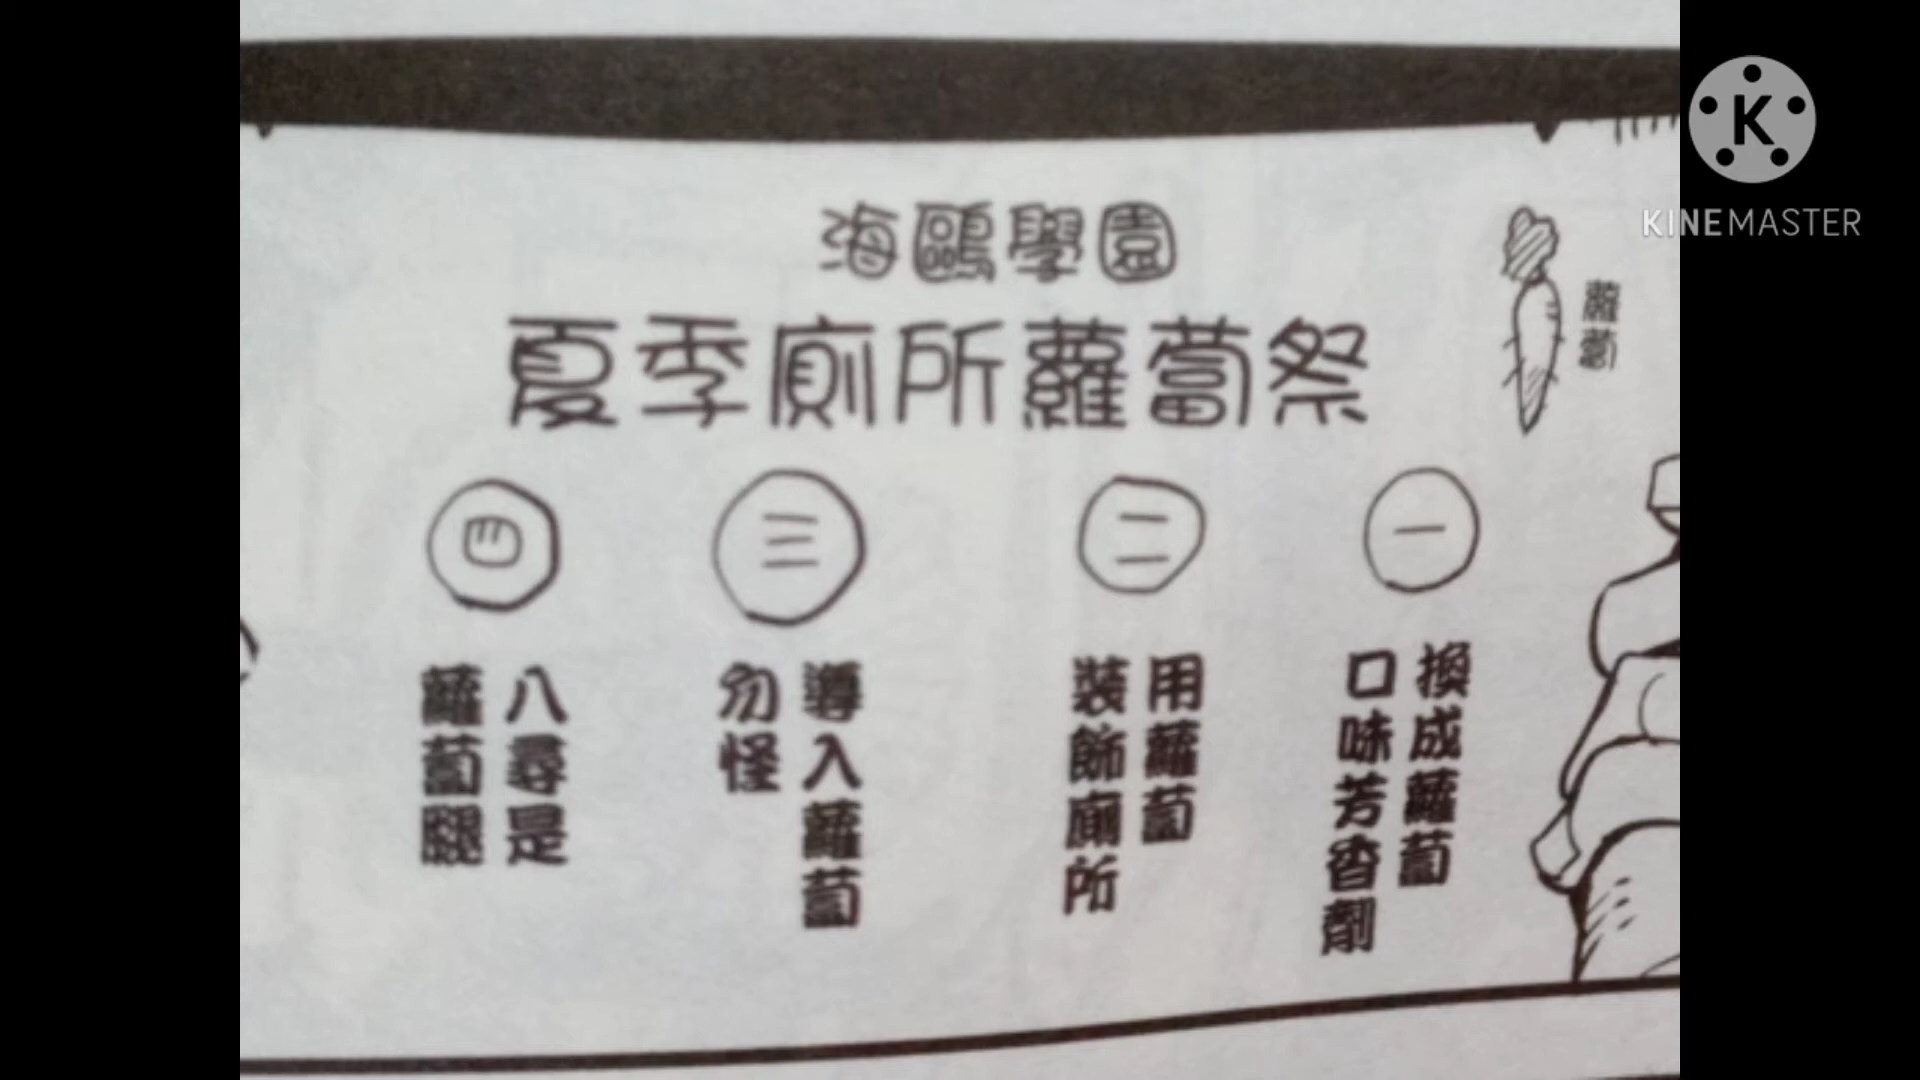 海鷗學園
夏季廁所蘿蔔祭
蘿蔔
一
換成蘿蔔
口味芳香劑
二
用蘿蔔
裝飾廁所
三
導入蘿蔔
勿怪
四
八尋是
蘿蔔腿
K
KINEMASTER